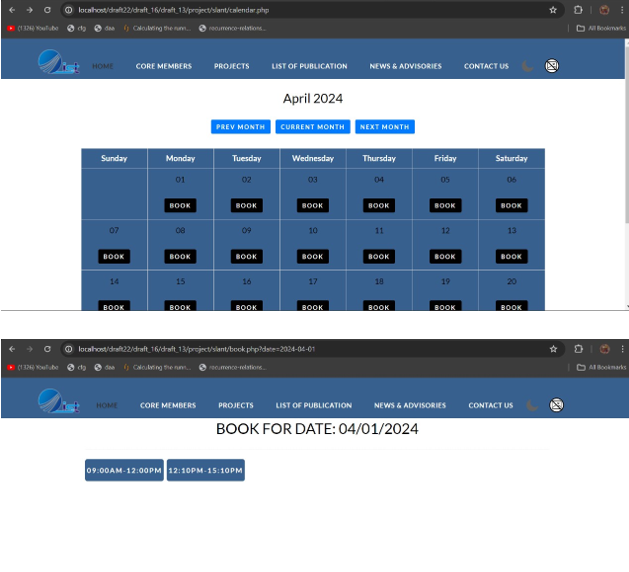 localhost/draft22/draft_16/draft_13/project/slant/calendar.php
(1326) YouTube cfg daa Calculating the runn... recurrence-relations... All Bookmarks
HOME CORE MEMBERS PROJECTS LIST OF PUBLICATION NEWS & ADVISORIES CONTACT US
April 2024
PREV MONTH CURRENT MONTH NEXT MONTH
Sunday Monday Tuesday Wednesday Thursday Friday Saturday
01 02 03 04 05 06
BOOK BOOK BOOK BOOK BOOK BOOK
07 08 09 10 11 12 13
BOOK BOOK BOOK BOOK BOOK BOOK BOOK
14 15 16 17 18 19 20
BOOK BOOK BOOK BOOK BOOK BOOK BOOK
localhost/draft22/draft_16/draft_13/project/slant/book.php?date=2024-04-01
(1326) YouTube cfg daa Calculating the runn... recurrence-relations... All Bookmarks
HOME CORE MEMBERS PROJECTS LIST OF PUBLICATION NEWS & ADVISORIES CONTACT US
BOOK FOR DATE: 04/01/2024
09:00AM-12:00PM 12:10PM-15:10PM